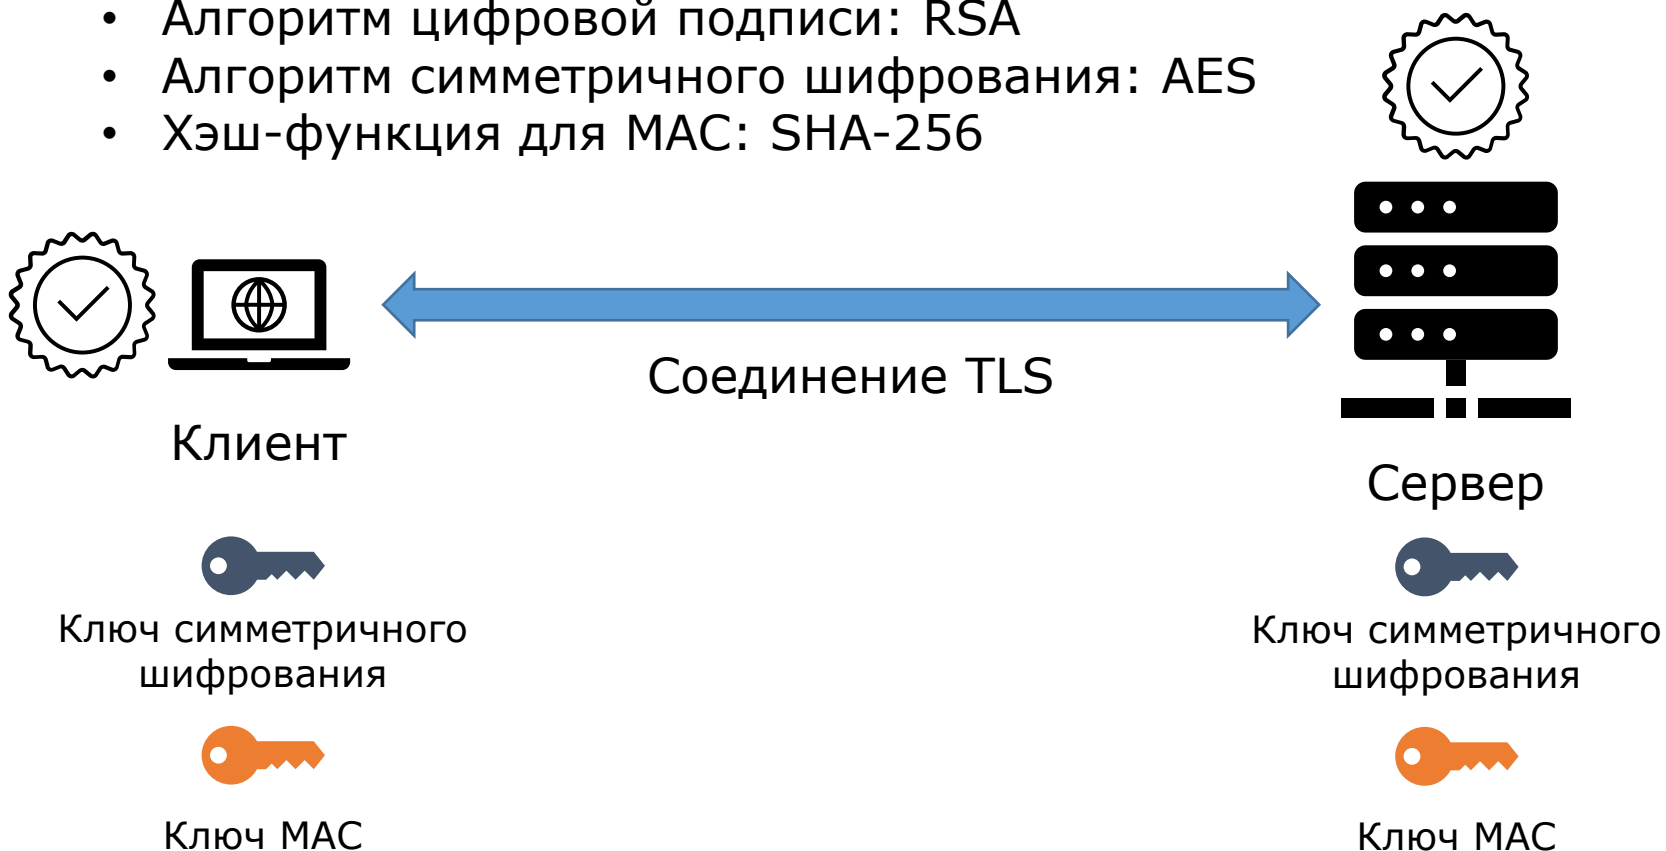 • Алгоритм цифровой подписи: RSA
• Алгоритм симметричного шифрования: AES
• Хэш-функция для MAC: SHA-256
Соединение TLS
Клиент
Сервер
Ключ симметричного
шифрования
Ключ симметричного
шифрования
Ключ MAC
Ключ MAC